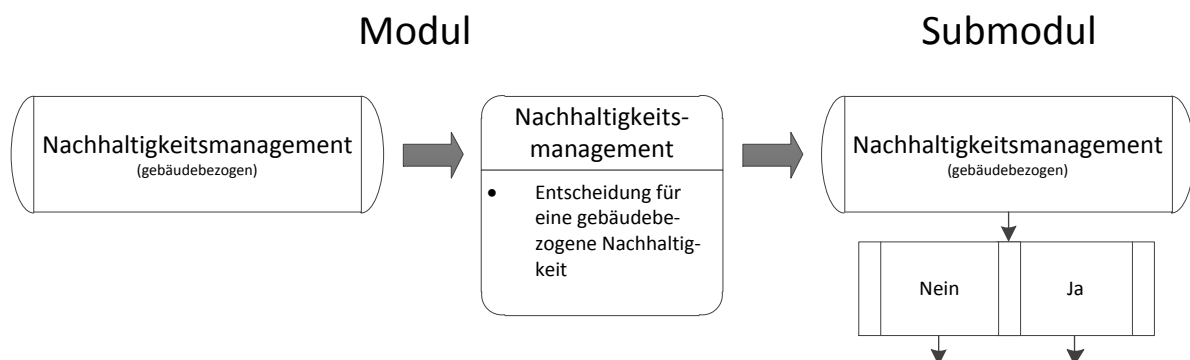 Modul
Submodul
Nachhaltigkeitsmanagement
(gebäudebezogen)
Nachhaltigkeits-
management
• Entscheidung für
eine gebäudebe-
zogene Nachhaltig-
keit
Nachhaltigkeitsmanagement
(gebäudebezogen)
Nein
Ja